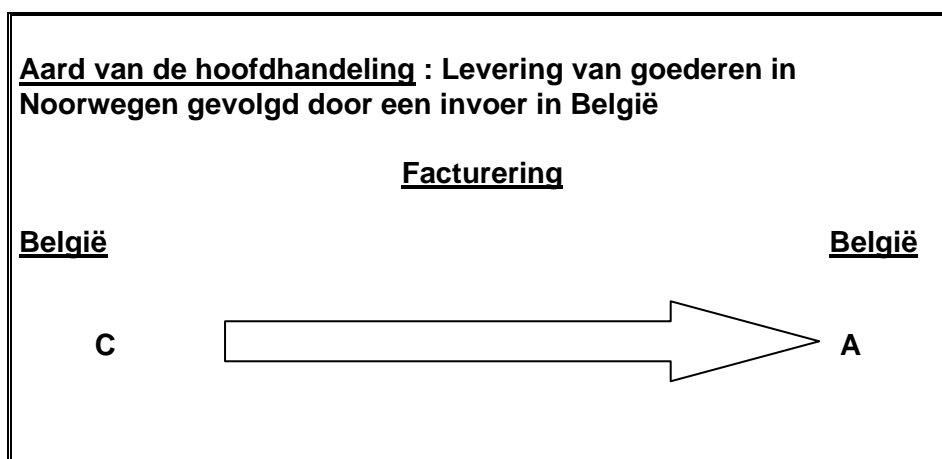 Aard van de hoofdhandeling : Levering van goederen in
Noorwegen gevolgd door een invoer in België
Facturering
België België
C A